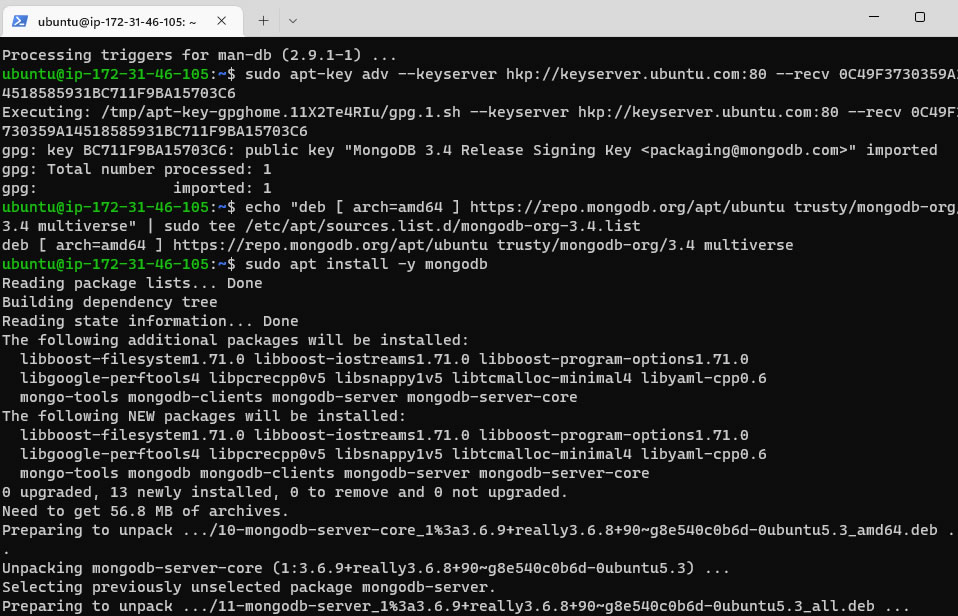 ubuntu@ip-172-31-46-105: ~
Processing triggers for man-db (2.9.1-1) ...
ubuntu@ip-172-31-46-105:~$ sudo apt-key adv --keyserver hkp://keyserver.ubuntu.com:80 --recv 0C49F3730359A
4518585931BC711F9BA15703C6
Executing: /tmp/apt-key-gpghome.11X2Te4RIu/gpg.1.sh --keyserver hkp://keyserver.ubuntu.com:80 --recv 0C49F
730359A14518585931BC711F9BA15703C6
gpg: key BC711F9BA15703C6: public key "MongoDB 3.4 Release Signing Key <packaging@mongodb.com>" imported
gpg: Total number processed: 1
gpg:               imported: 1
ubuntu@ip-172-31-46-105:~$ echo "deb [ arch=amd64 ] https://repo.mongodb.org/apt/ubuntu trusty/mongodb-org
3.4 multiverse" | sudo tee /etc/apt/sources.list.d/mongodb-org-3.4.list
deb [ arch=amd64 ] https://repo.mongodb.org/apt/ubuntu trusty/mongodb-org/3.4 multiverse
ubuntu@ip-172-31-46-105:~$ sudo apt install -y mongodb
Reading package lists... Done
Building dependency tree
Reading state information... Done
The following additional packages will be installed:
  libboost-filesystem1.71.0 libboost-iostreams1.71.0 libboost-program-options1.71.0
  libgoogle-perftools4 libpcrecpp0v5 libsnappy1v5 libtcmalloc-minimal4 libyaml-cpp0.6
  mongo-tools mongodb-clients mongodb-server mongodb-server-core
The following NEW packages will be installed:
  libboost-filesystem1.71.0 libboost-iostreams1.71.0 libboost-program-options1.71.0
  libgoogle-perftools4 libpcrecpp0v5 libsnappy1v5 libtcmalloc-minimal4 libyaml-cpp0.6
  mongo-tools mongodb mongodb-clients mongodb-server mongodb-server-core
0 upgraded, 13 newly installed, 0 to remove and 0 not upgraded.
Need to get 56.8 MB of archives.
Preparing to unpack .../10-mongodb-server-core_1%3a3.6.9+really3.6.8+90~g8e540c0b6d-0ubuntu5.3_amd64.deb .
.
Unpacking mongodb-server-core (1:3.6.9+really3.6.8+90~g8e540c0b6d-0ubuntu5.3) ...
Selecting previously unselected package mongodb-server.
Preparing to unpack .../11-mongodb-server_1%3a3.6.9+really3.6.8+90~g8e540c0b6d-0ubuntu5.3_all.deb ...